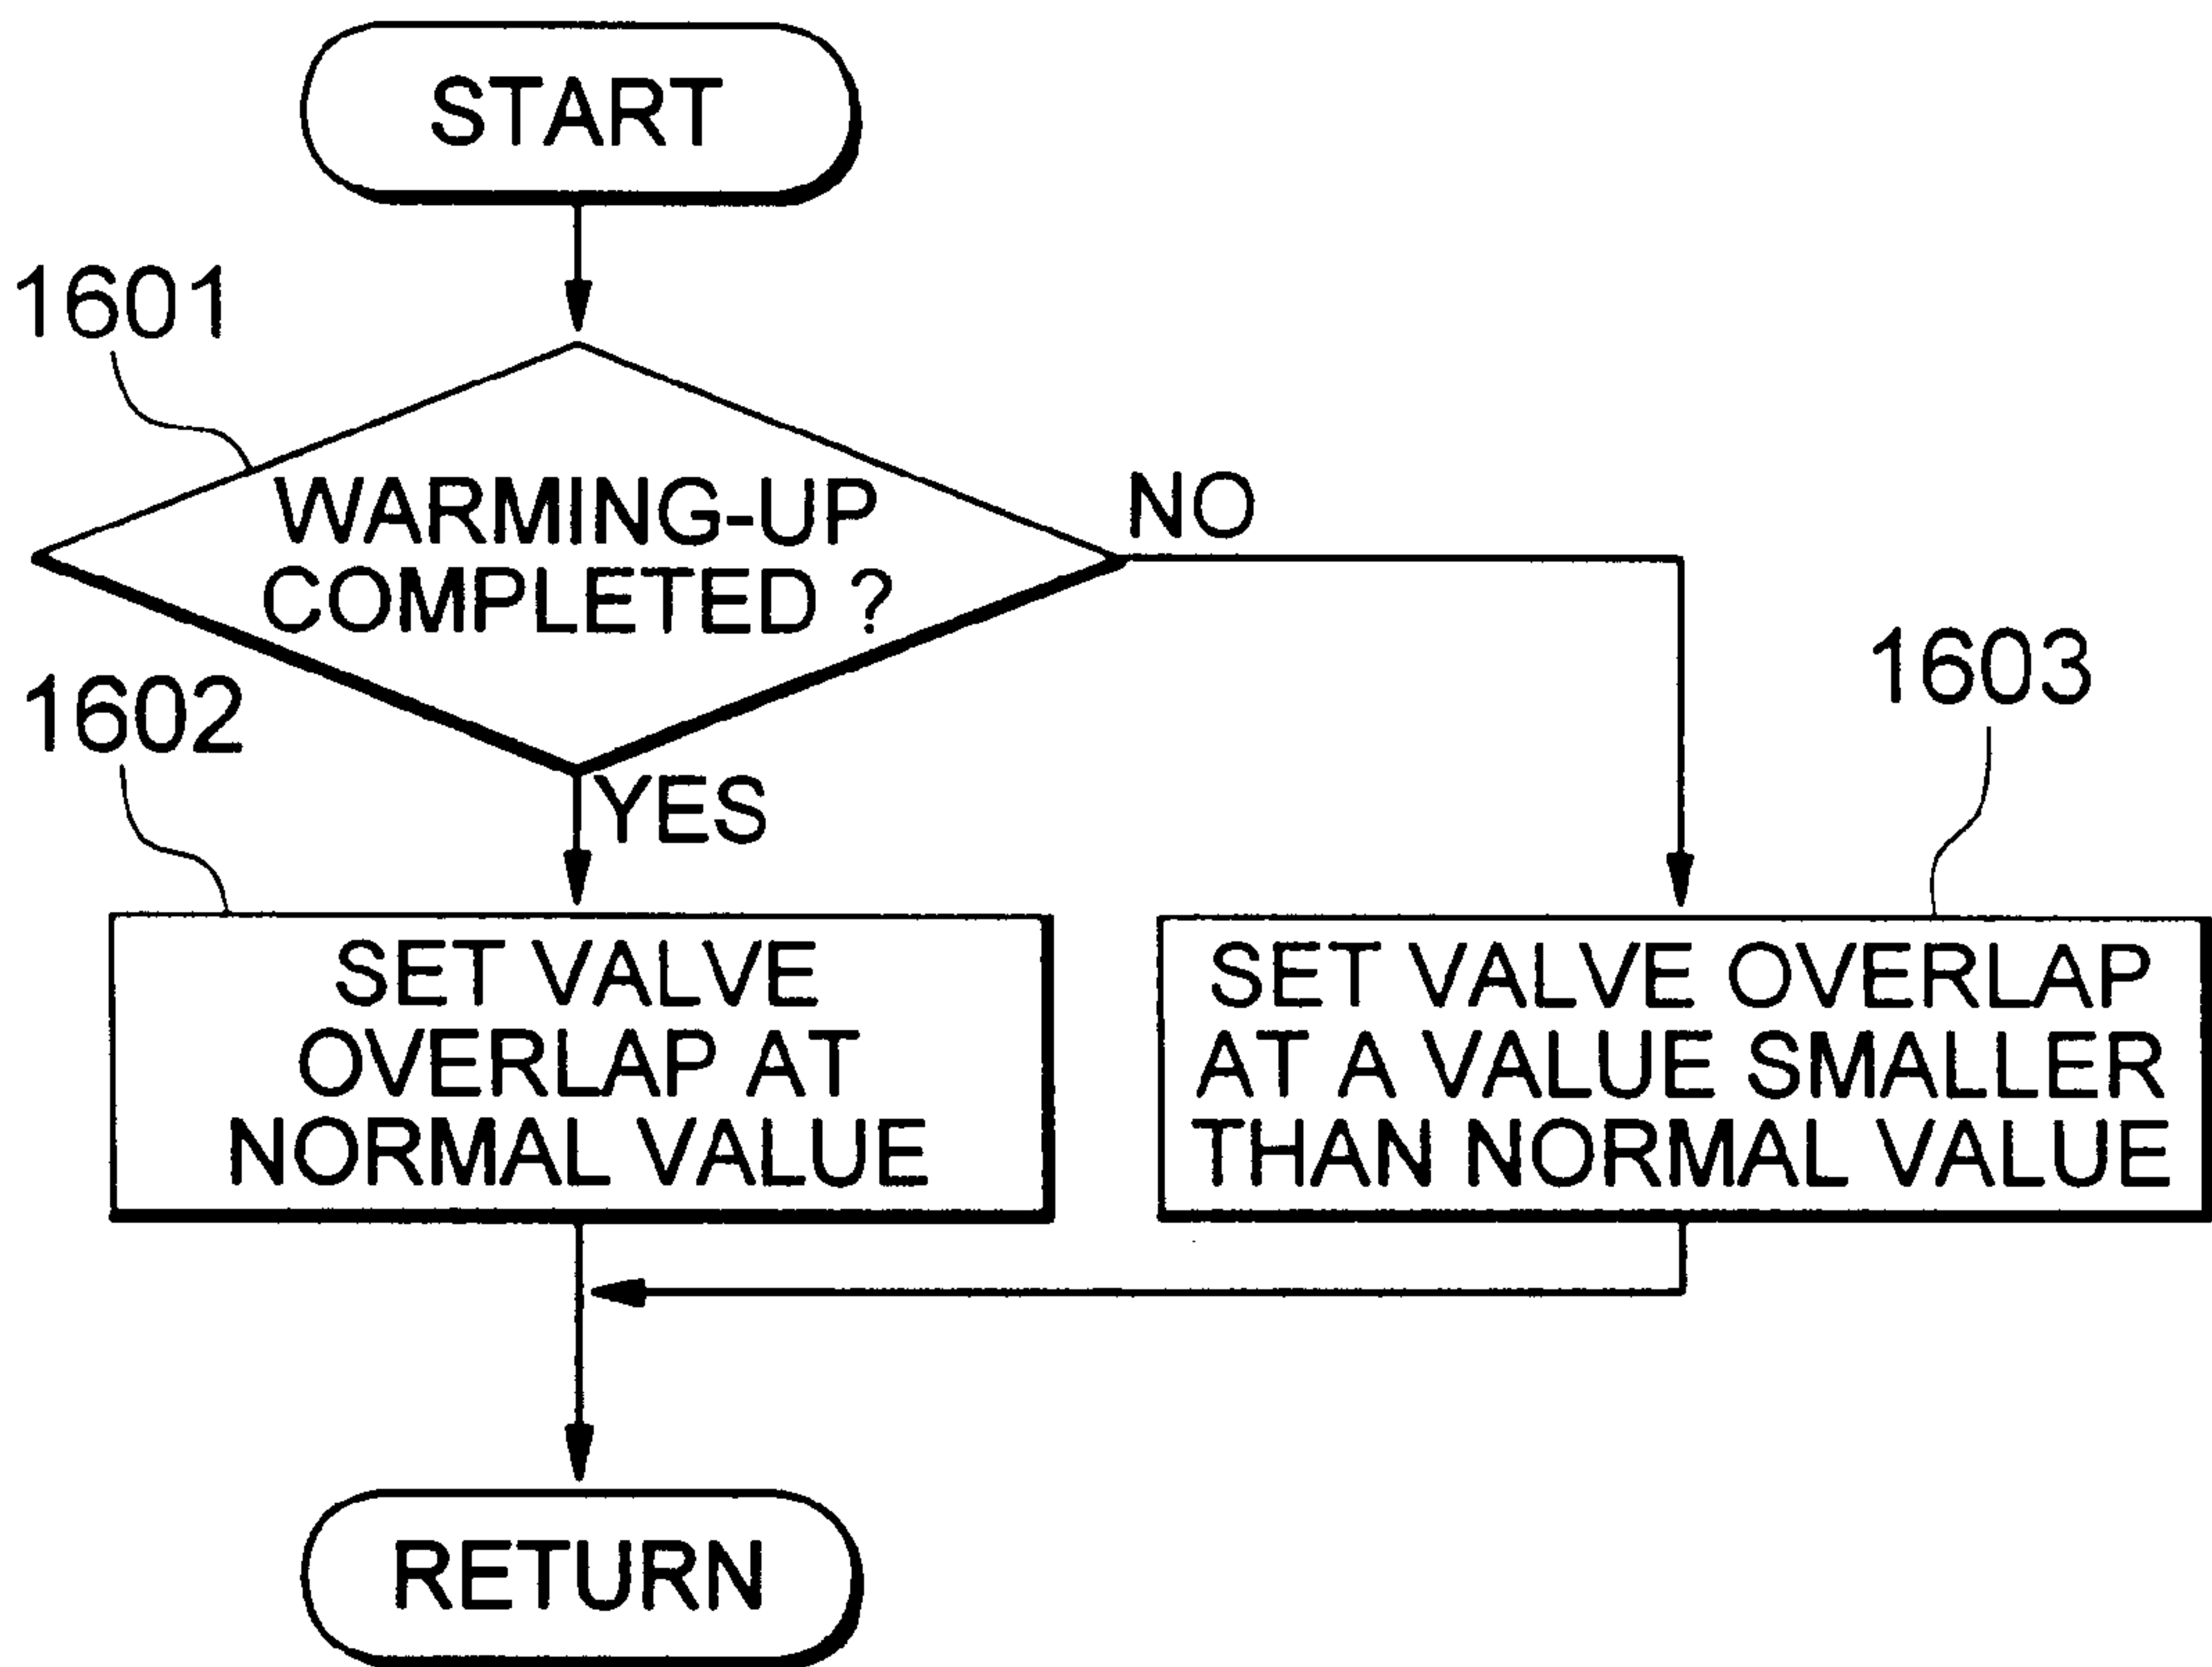 START
1601
WARMING-UP
COMPLETED ?
NO
1602
YES
1603
SET VALVE
OVERLAP AT
NORMAL VALUE
SET VALVE OVERLAP
AT A VALUE SMALLER
THAN NORMAL VALUE
RETURN